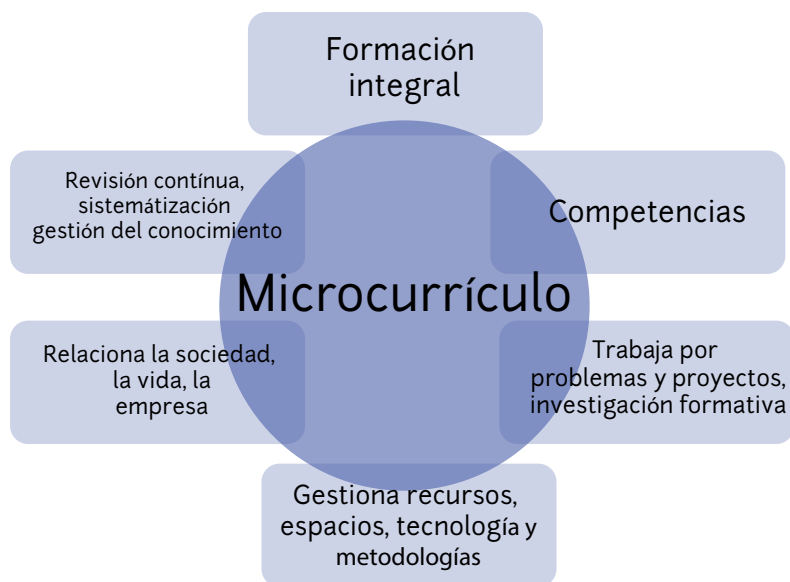 Formación
integral
Revisión contínua,
sistemátización
gestión del conocimiento
Competencias
Microcurrículo
Relaciona la sociedad,
la vida, la
empresa
Trabaja por
problemas y proyectos,
investigación formativa
Gestiona recursos,
espacios, tecnología y
metodologías